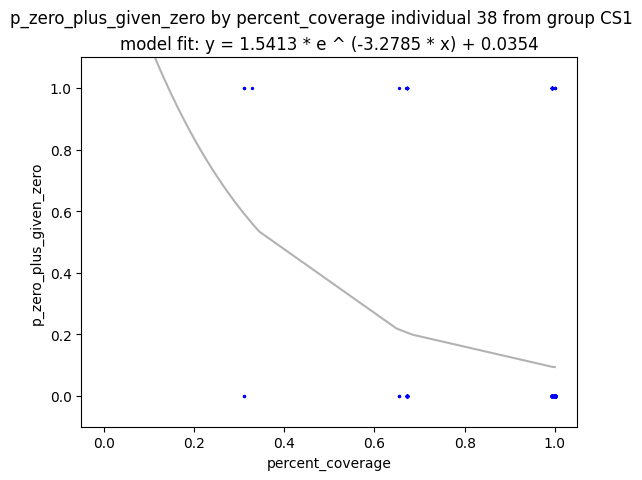 p_zero_plus_given_zero by percent_coverage individual 38 from group CS1
model fit: y = 1.5413 * e ^ (-3.2785 * x) + 0.0354
1.0
0.8
0.6
0.4
0.2
0.0
p_zero_plus_given_zero
0.0 0.2 0.4 0.6 0.8 1.0
percent_coverage